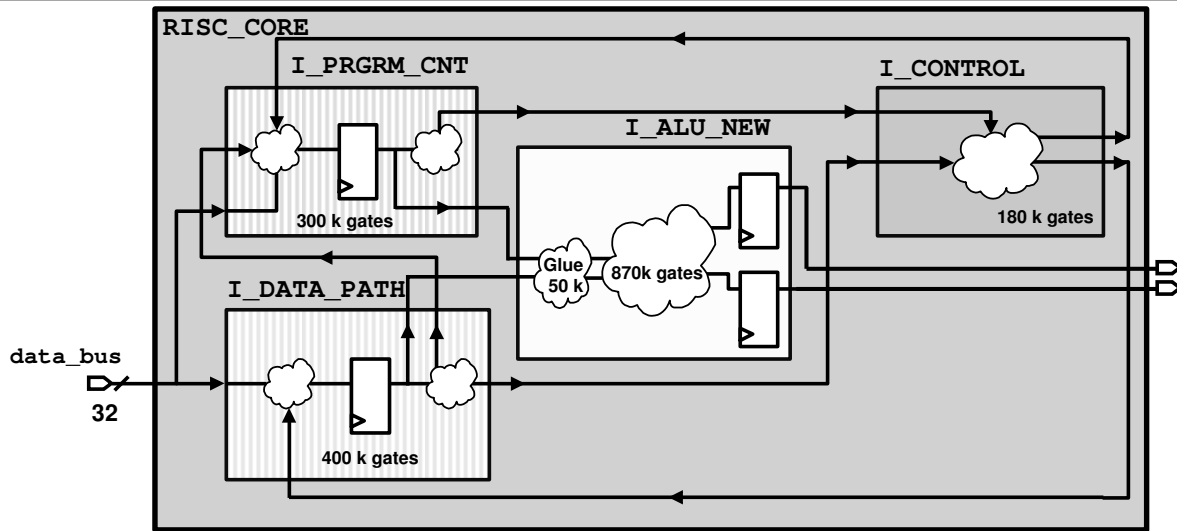 RISC_CORE
I_PRGRM_CNT
I_CONTROL
I_ALU_NEW
300 k gates
180 k gates
Glue
50 k
870k gates
I_DATA_PATH
data_bus
32
400 k gates